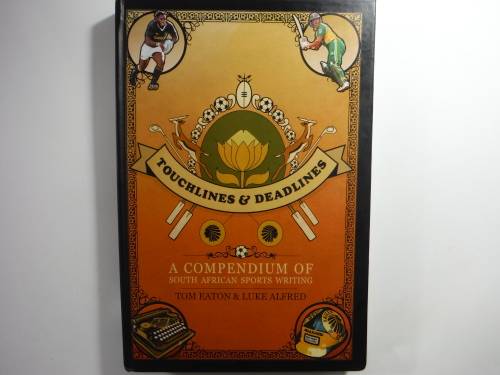 TOUCHLINES & DEADLINES
A COMPENDIUM OF
SOUTH AFRICAN SPORTS WRITING
TOM EATON & LUKE ALFRED